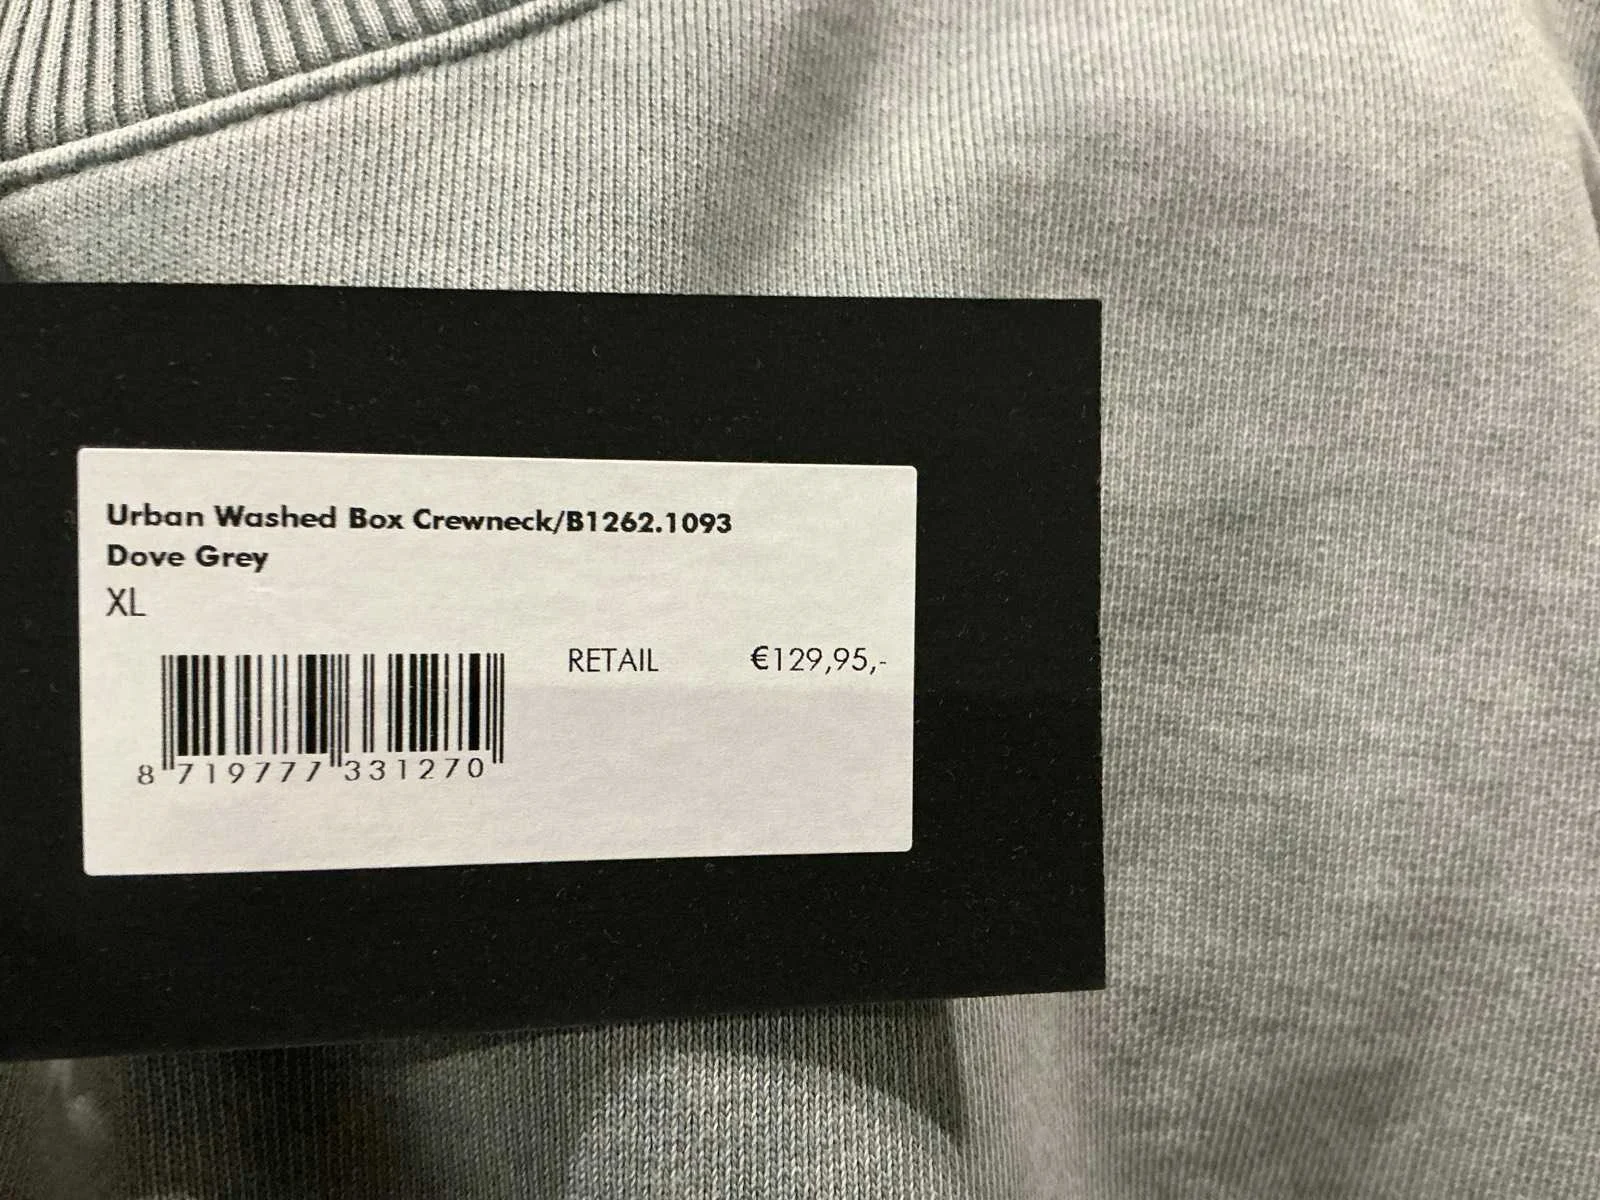 Urban Washed Box Crewneck/B1262.1093
Dove Grey
XL
RETAIL €129,95,-
8 719777 331270